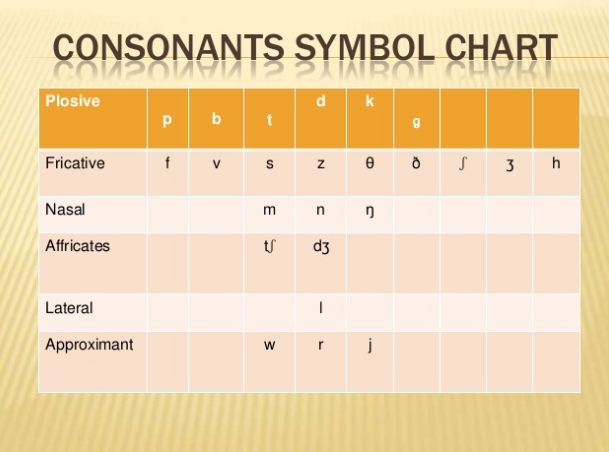 CONSONANTS SYMBOL CHART
Plosive p b t d k g
Fricative f v s z θ ð ʃ ʒ h
Nasal m n ŋ
Affricates tʃ dʒ
Lateral l
Approximant w r j